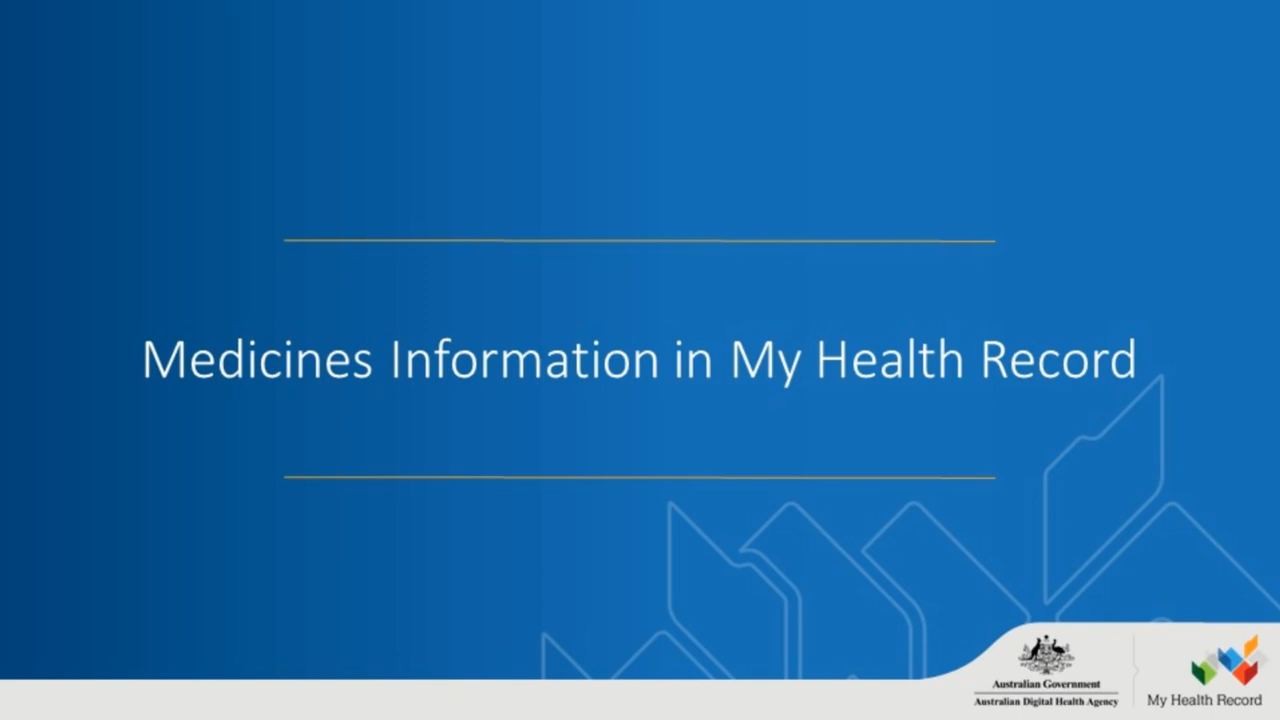 Medicines Information in My Health Record
Australian Government
Australian Digital Health Agency
My Health Record